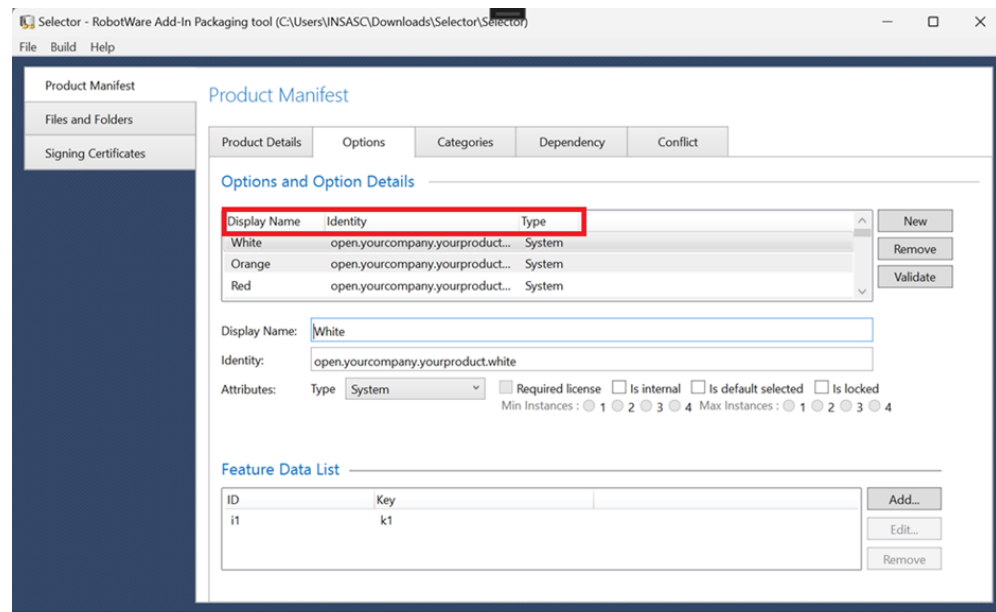 Selector - RobotWare Add-In Packaging tool (C:\Users\INSASC\Downloads\Selector\Selector)
File Build Help
Product Manifest
Files and Folders
Signing Certificates
Product Manifest
Product Details Options Categories Dependency Conflict
Options and Option Details
Display Name Identity Type
White open.yourcompany.yourproduct... System
Orange open.yourcompany.yourproduct... System
Red open.yourcompany.yourproduct... System
New
Remove
Validate
Display Name: White
Identity: open.yourcompany.yourproduct.white
Attributes: Type System Required license Is internal Is default selected Is locked
Min Instances : 1 2 3 4 Max Instances : 1 2 3 4
Feature Data List
ID Key
i1 k1
Add...
Edit...
Remove